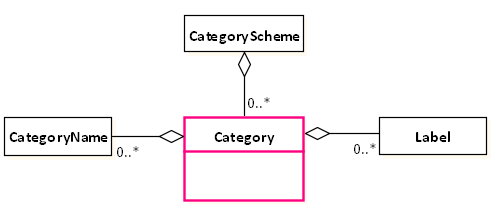 CategoryScheme
0..*
CategoryName
0..*
Category
Label
0..*